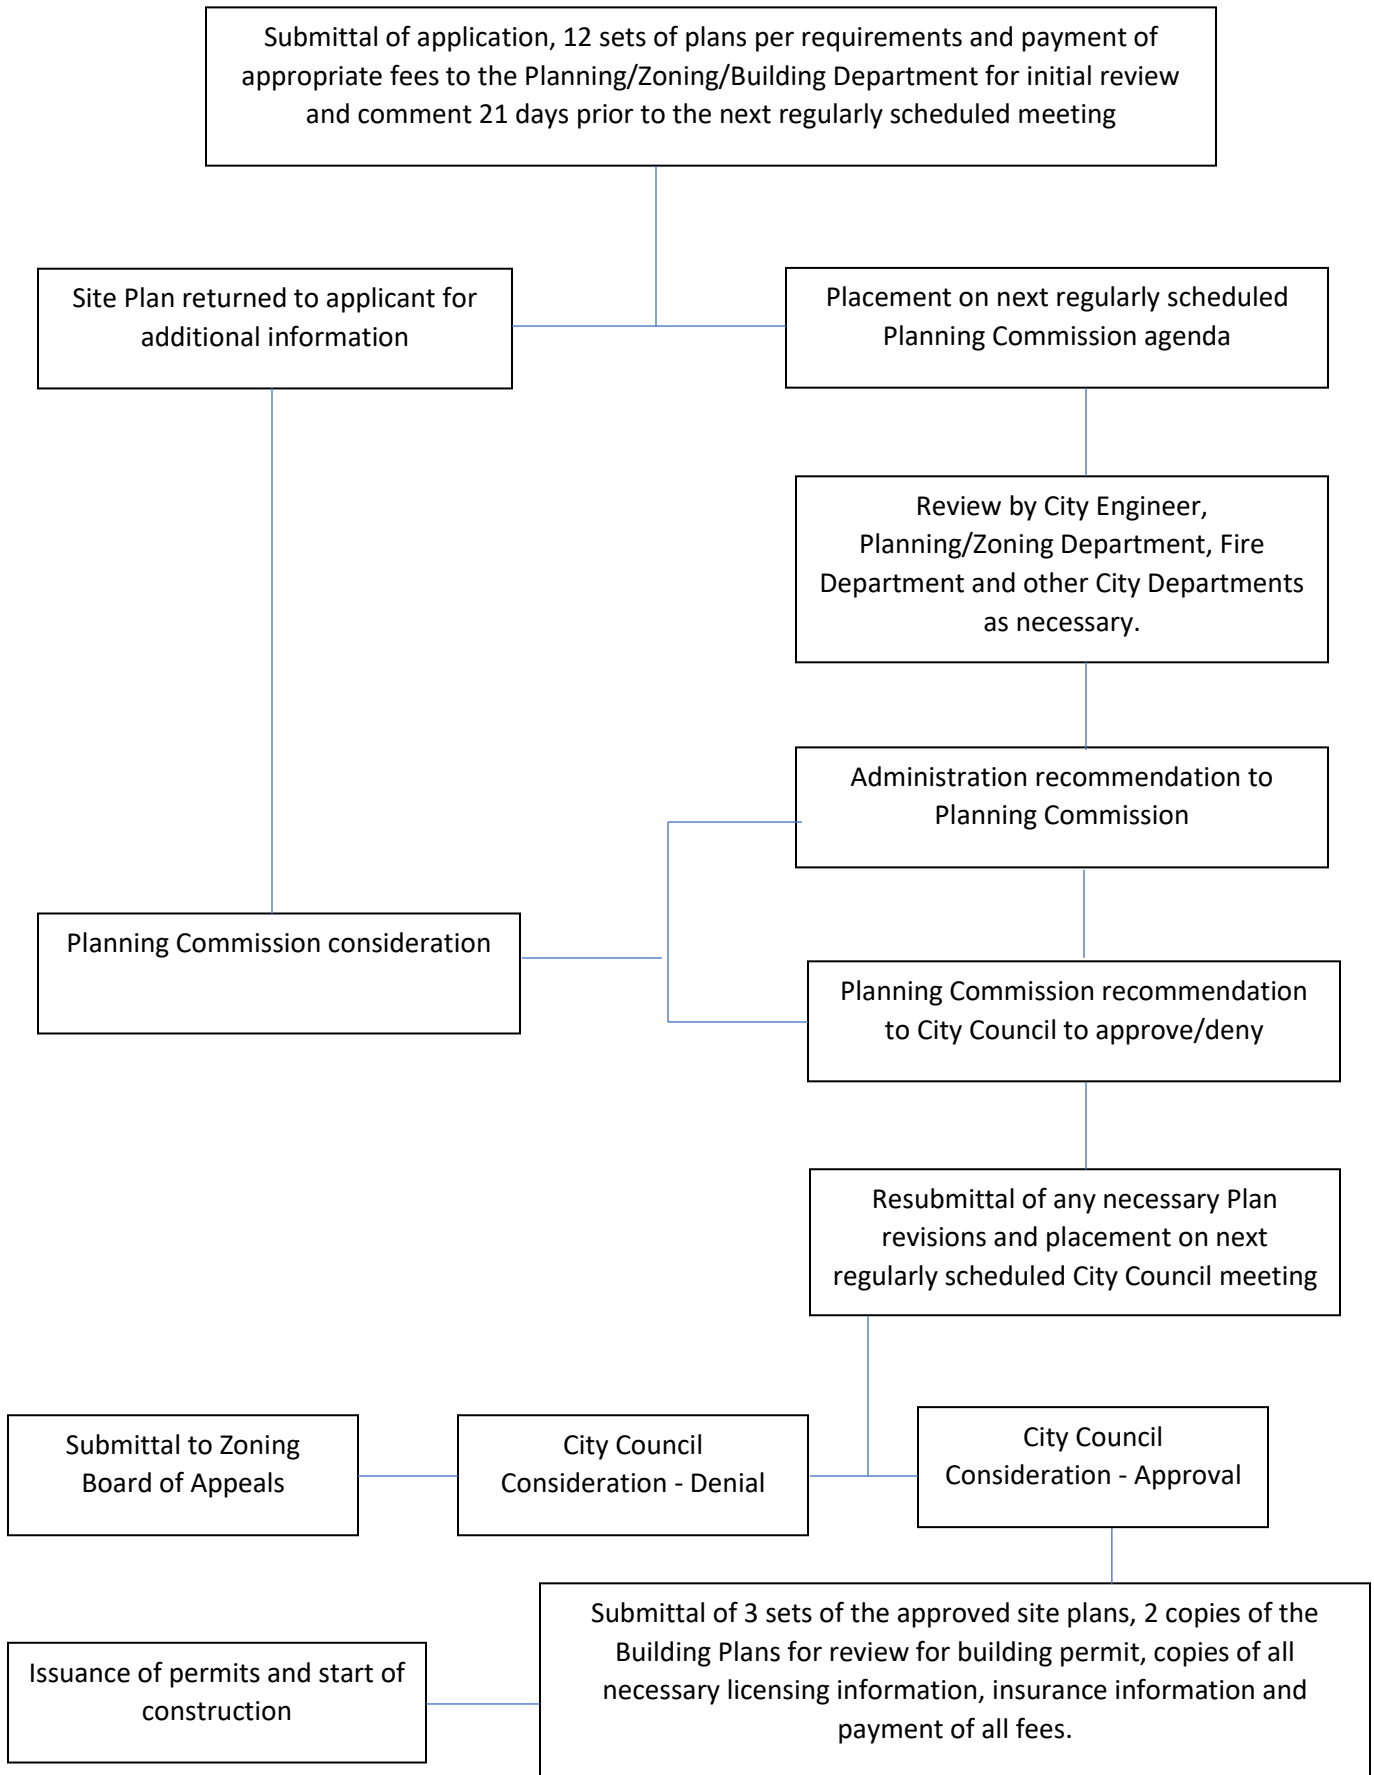 Submittal of application, 12 sets of plans per requirements and payment of
appropriate fees to the Planning/Zoning/Building Department for initial review
and comment 21 days prior to the next regularly scheduled meeting
Site Plan returned to applicant for
additional information
Placement on next regularly scheduled
Planning Commission agenda
Review by City Engineer,
Planning/Zoning Department, Fire
Department and other City Departments
as necessary.
Administration recommendation to
Planning Commission
Planning Commission consideration
Planning Commission recommendation
to City Council to approve/deny
Resubmittal of any necessary Plan
revisions and placement on next
regularly scheduled City Council meeting
Submittal to Zoning
Board of Appeals
City Council
Consideration - Denial
City Council
Consideration - Approval
Issuance of permits and start of
construction
Submittal of 3 sets of the approved site plans, 2 copies of the
Building Plans for review for building permit, copies of all
necessary licensing information, insurance information and
payment of all fees.